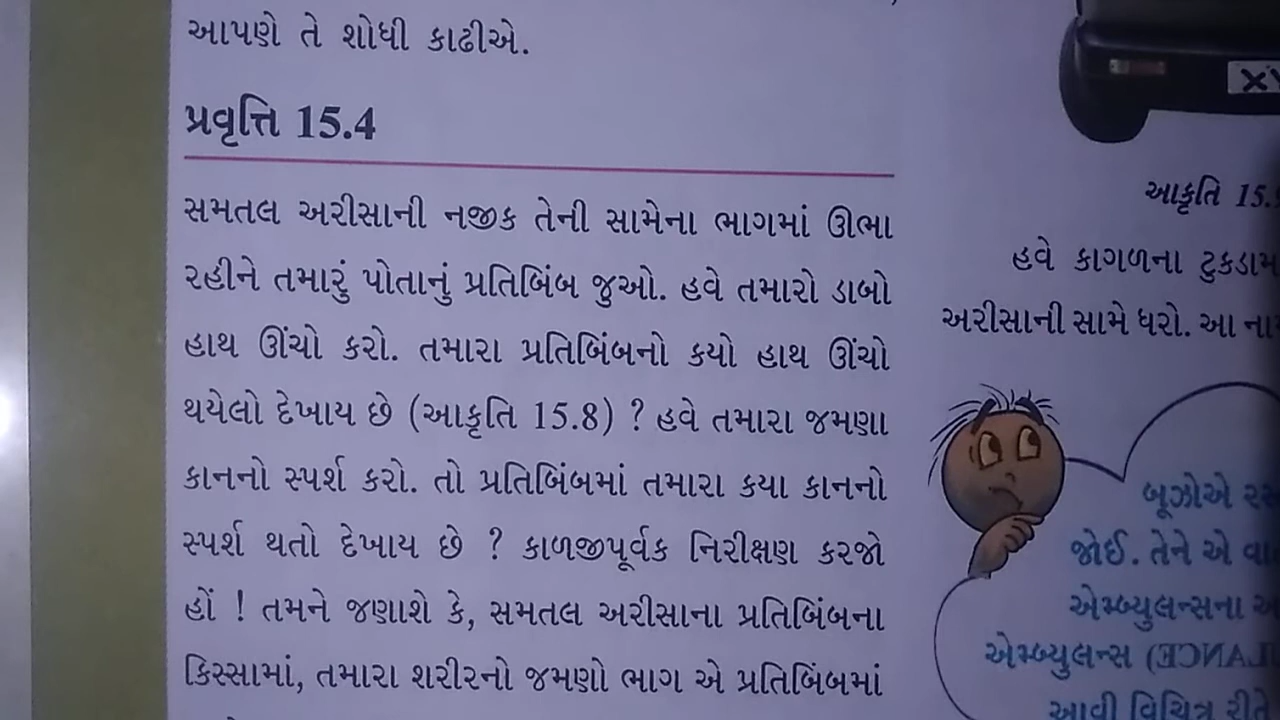 આપણે તે શોધી કાઢીએ.
પ્રવૃત્તિ 15.4
સમતલ અરીસાની નજીક તેની સામેના ભાગમાં ઊભા
રહીને તમારું પોતાનું પ્રતિબિંબ જુઓ. હવે તમારો ડાબો
હાથ ઊંચો કરો. તમારા પ્રતિબિંબનો કયો હાથ ઊંચો
થયેલો દેખાય છે (આકૃતિ 15.8) ? હવે તમારા જમણા
કાનનો સ્પર્શ કરો. તો પ્રતિબિંબમાં તમારા કયા કાનનો
સ્પર્શ થતો દેખાય છે ? કાળજીપૂર્વક નિરીક્ષણ કરજો
હોં ! તમને જણાશે કે, સમતલ અરીસાના પ્રતિબિંબના
કિસ્સામાં, તમારા શરીરનો જમણો ભાગ એ પ્રતિબિંબમાં
XY
આકૃતિ 15.
હવે કાગળના
અરીસાની સામે ધરો. આ
બૂઝોએ
જોઈ. તેને એ
એમ્બ્યુલન્સના
એમ્બ્યુલન્સ
આવી વિચિત્ર રીતે